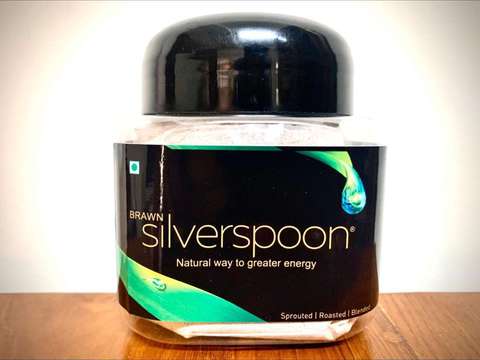 BRAWN
silverspoon®
Natural way to greater energy
Sprouted | Roasted | Blended